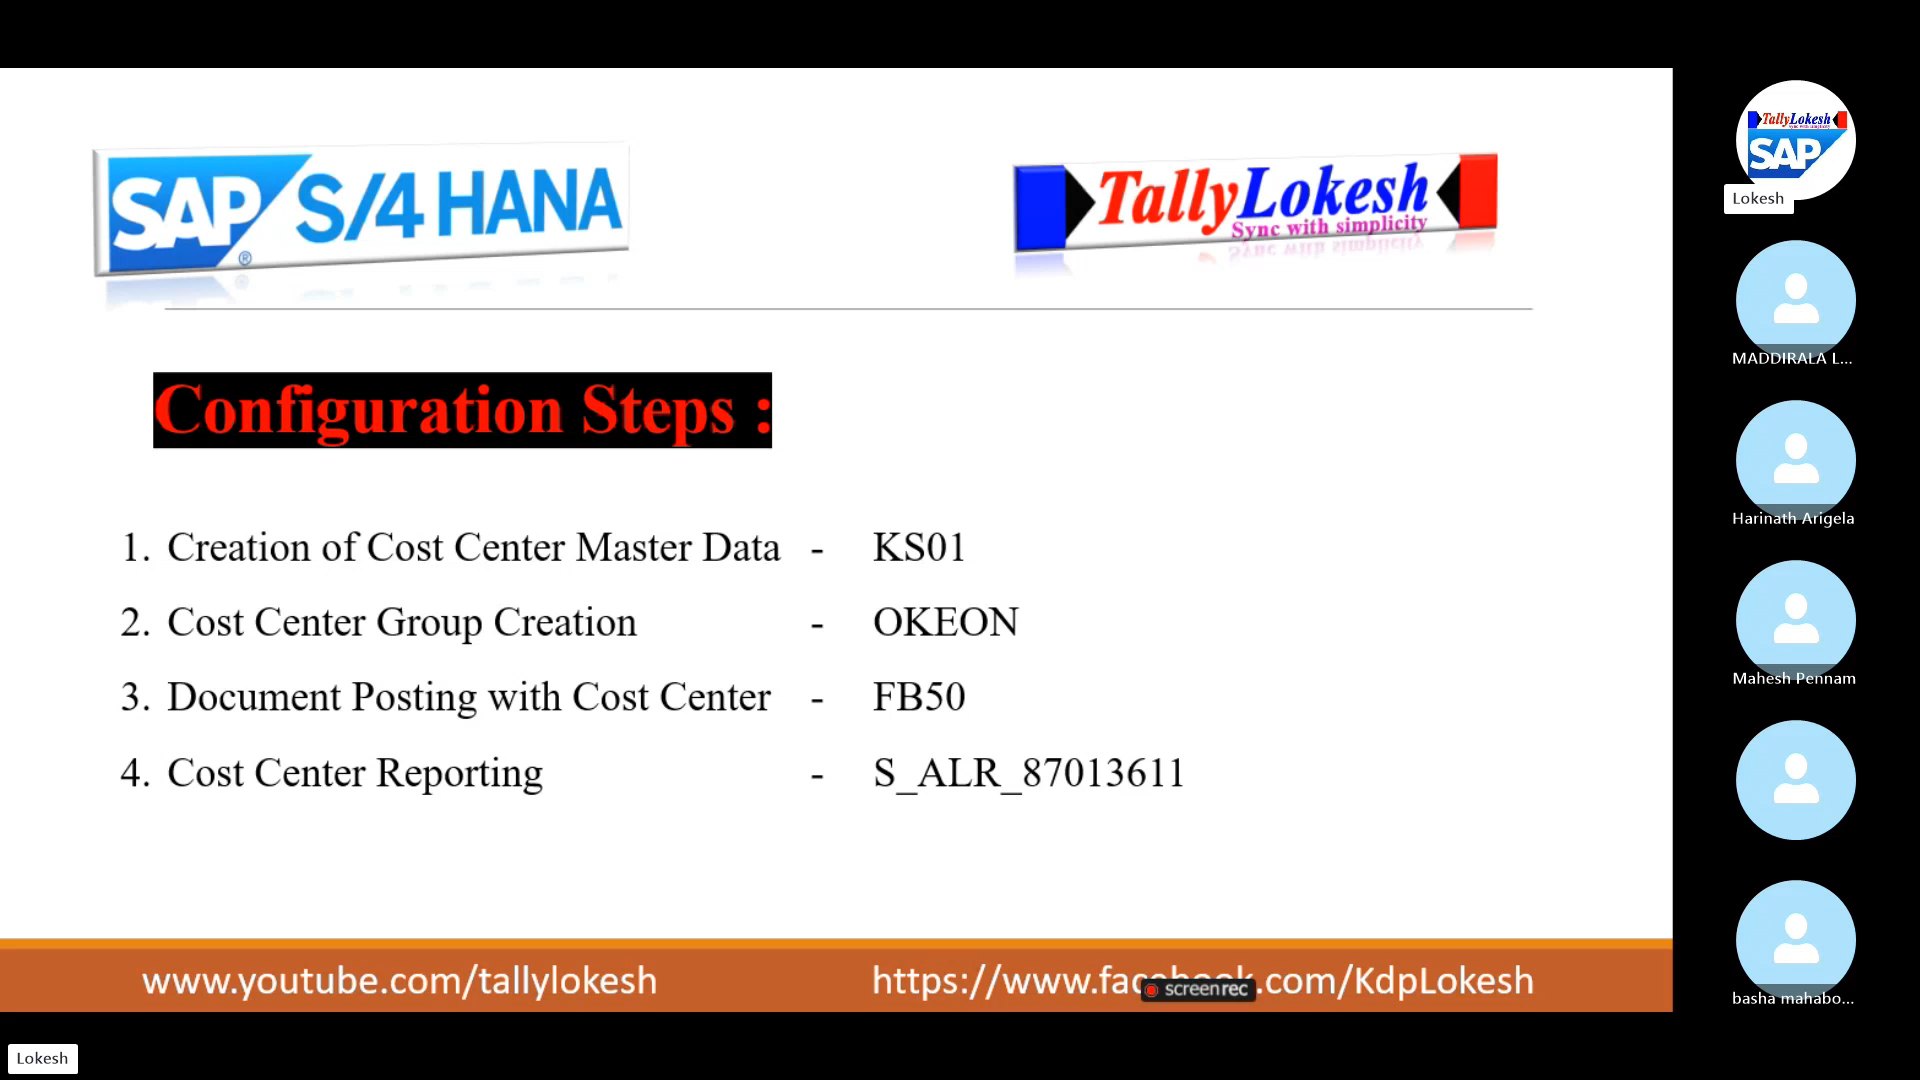 SAP S/4 HANA
®
TallyLokesh
Sync with simplicity
Configuration Steps :
1. Creation of Cost Center Master Data - KS01
2. Cost Center Group Creation - OKEON
3. Document Posting with Cost Center - FB50
4. Cost Center Reporting - S_ALR_87013611
www.youtube.com/tallylokesh
https://www.facebook.com/KdpLokesh
screenrec
Lokesh
TallyLokesh
SAP
Lokesh
MADDIRALA L...
Harinath Arigela
Mahesh Pennam
basha mahabo...